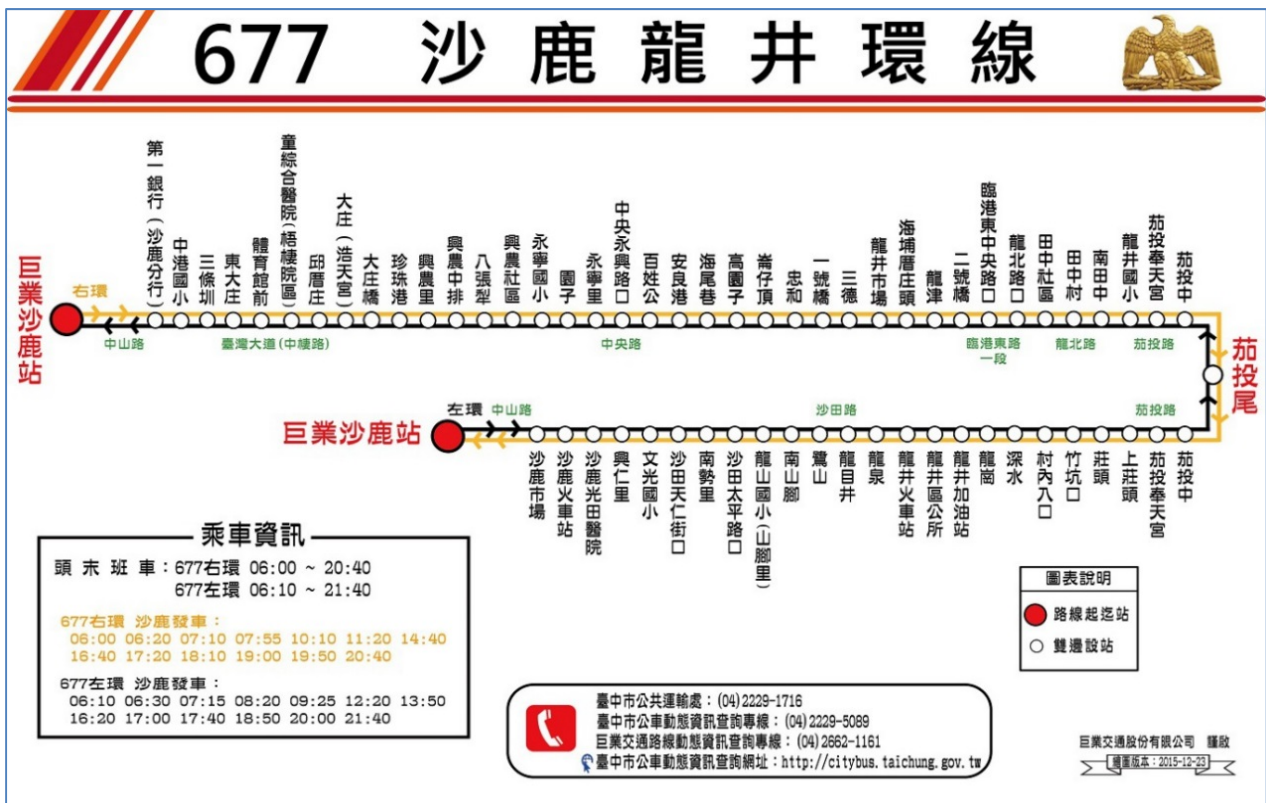 677 沙鹿龍井環線
第一銀行(沙鹿分行)
中港國小
三條圳
東大庄
體育館前
童綜合醫院(梧棲院區)
邱厝庄
大庄(浩天宮)
大庄橋
珍珠港
興農里
興農中排
八張犁
興農社區
永寧國小
園子
永寧里
中央永興路口
百姓公
安良港
海尾巷
高園子
崙仔頂
忠和
一號橋
三德
龍井市場
海埔厝庄頭
龍津
二號橋
臨港東中央路口
龍北路口
田中社區
田中村
南田中
龍井國小
茄投奉天宮
茄投中
巨業沙鹿站
右環
中山路
臺灣大道(中棲路)
中央路
臨港東路
一段
龍北路
茄投路
茄投尾
巨業沙鹿站
左環
中山路
沙田路
茄投路
沙鹿市場
沙鹿火車站
沙鹿光田醫院
興仁里
文光國小
沙田天仁街口
南勢里
沙田太平路口
龍山國小(山腳里)
南山腳
鷺山
龍目井
龍泉
龍井火車站
龍井區公所
龍井加油站
龍崗
深水
村內入口
竹坑口
莊頭
上莊頭
茄投奉天宮
茄投中
乘車資訊
頭末班車:677右環 06:00 ~ 20:40
677左環 06:10 ~ 21:40
677右環 沙鹿發車:
06:00 06:20 07:10 07:55 10:10 11:20 14:40
16:40 17:20 18:10 19:00 19:50 20:40
677左環 沙鹿發車:
06:10 06:30 07:15 08:20 09:25 12:20 13:50
16:20 17:00 17:40 18:50 20:00 21:40
圖表說明
路線起迄站
雙邊設站
臺中市公共運輸處:(04)2229-1716
臺中市公車動態資訊查詢專線:(04)2229-5089
巨業交通路線動態資訊查詢專線:(04)2662-1161
臺中市公車動態資訊查詢網址:http://citybus.taichung.gov.tw
巨業交通股份有限公司 謹啟
繪圖版本:2015-12-23